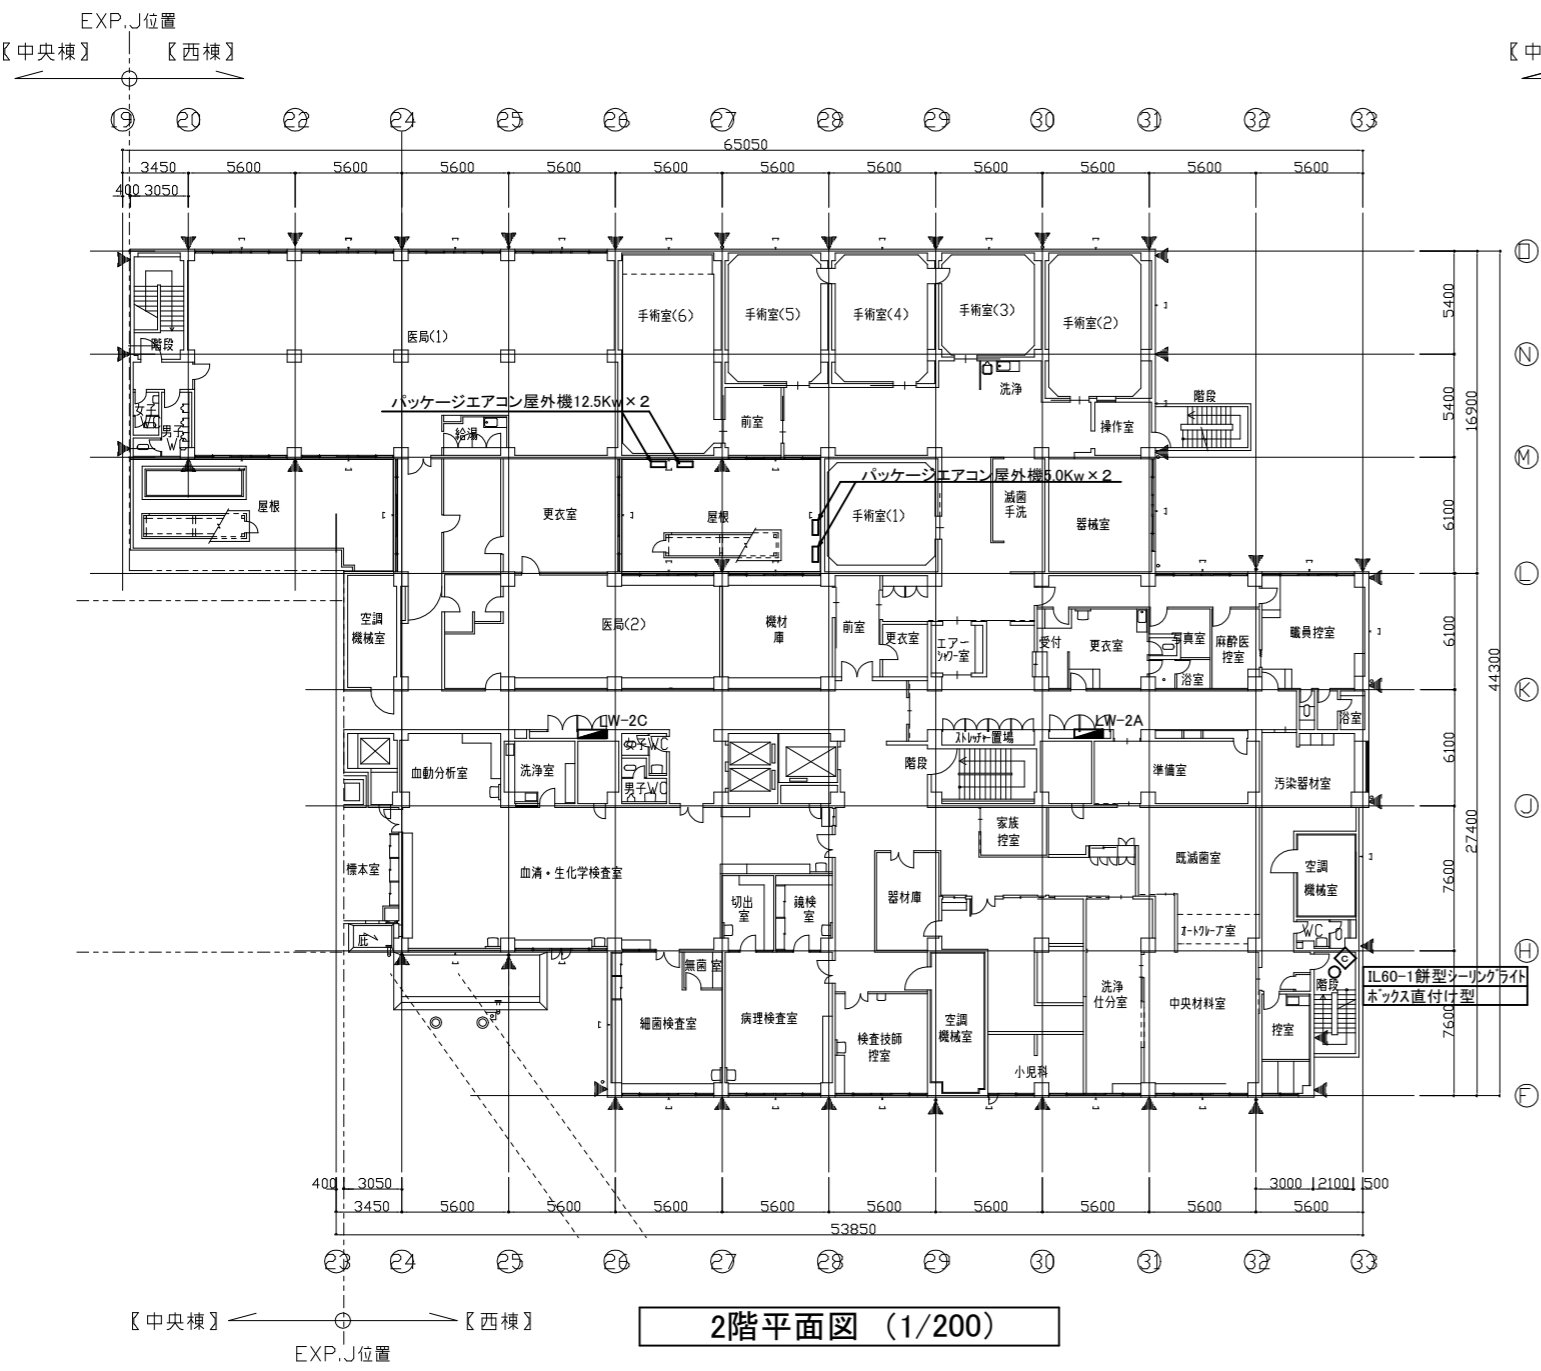 EXP.J位置
〖中央棟〗 〖西棟〗
〖中
19 20 22 24 25 26 27 28 29 30 31 32 33
65050
3450 5600 5600 5600 5600 5600 5600 5600 5600 5600 5600 5600
400 3050
手術室(6) 手術室(5) 手術室(4) 手術室(3) 手術室(2)
医局(1)
階段
洗浄
階段
女子
WC
男子
WC
パッケージエアコン屋外機12.5Kw×2
給湯
前室
操作室
パッケージエアコン屋外機5.0Kw×2
屋根
更衣室
屋根
手術室(1)
滅菌
手洗
器械室
空調
機械室
医局(2)
機材
庫
前室
更衣室
エアー
シャワー室
受付
更衣室
写真室
浴室
麻酔医
控室
職員控室
浴室
LW-2C
LW-2A
女子WC
男子WC
ストレッチャー置場
階段
血動分析室
洗浄室
準備室
汚染器材室
標本室
血清・生化学検査室
切出
室
鏡検
室
器材庫
家族
控室
既滅菌室
空調
機械室
オートクレーブ室
WC
庇
無菌室
細菌検査室
病理検査室
検査技師
控室
空調
機械室
小児科
洗浄
仕分室
中央材料室
控室
階段
C
IL60-1餅型シーリングライト
ボックス直付け型
5400
5400
16900
6100
6100
6100
44300
7600
27400
7600
ロ
N
M
L
K
J
H
F
400 3050 3000 2100 500
3450 5600 5600 5600 5600 5600 5600 5600 5600 5600
53850
23 24 25 26 27 28 29 30 31 32 33
〖中央棟〗 〖西棟〗
EXP.J位置
2階平面図 (1/200)